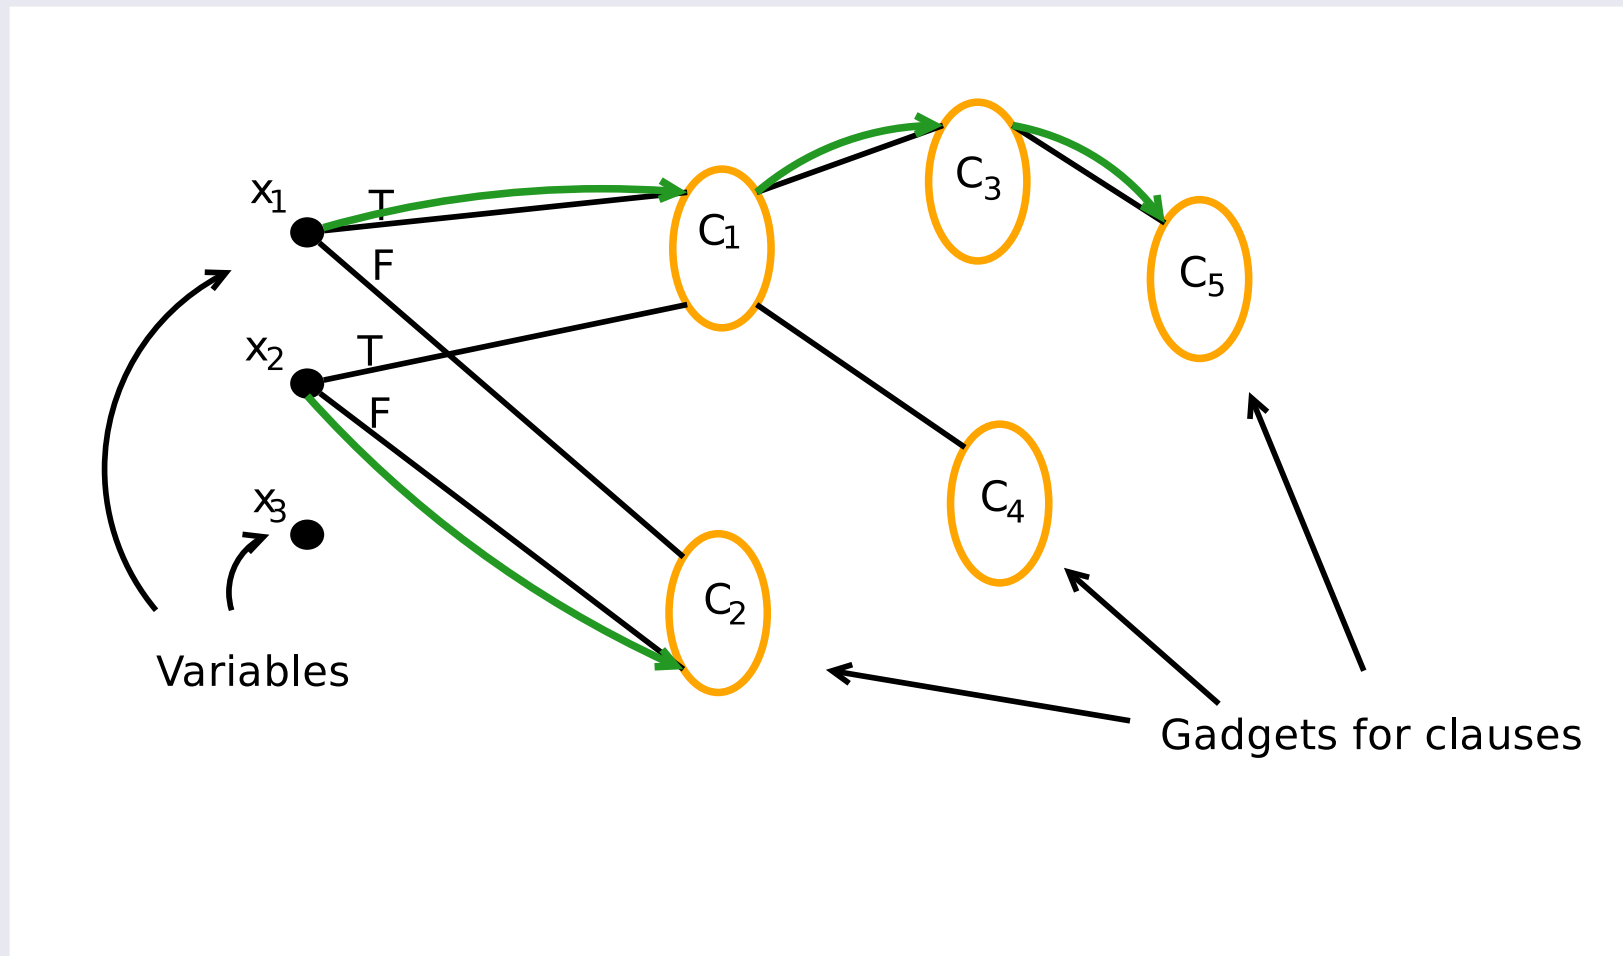 x1
T
F
C1
C3
C5
x2
T
F
x3
C4
C2
Variables
Gadgets for clauses